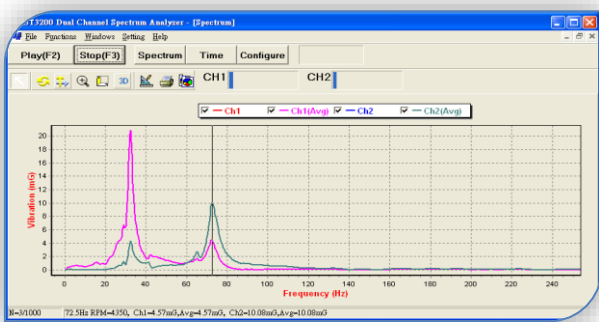 ST3200 Dual Channel Spectrum Analyzer - [Spectrum]
File Functions Windows Setting Help
Play(F2) Stop(F3) Spectrum Time Configure
3D CH1 CH2
Ch1 Ch1(Avg) Ch2 Ch2(Avg)
20
18
16
14
12
10
8
6
4
2
0
Vibration (mG)
0 20 40 60 80 100 120 140 160 180 200 220 240
Frequency (Hz)
N=3/1000 72.5Hz RPM=4350, Ch1=4.57mG,Avg=4.57mG, Ch2=10.08mG,Avg=10.08mG